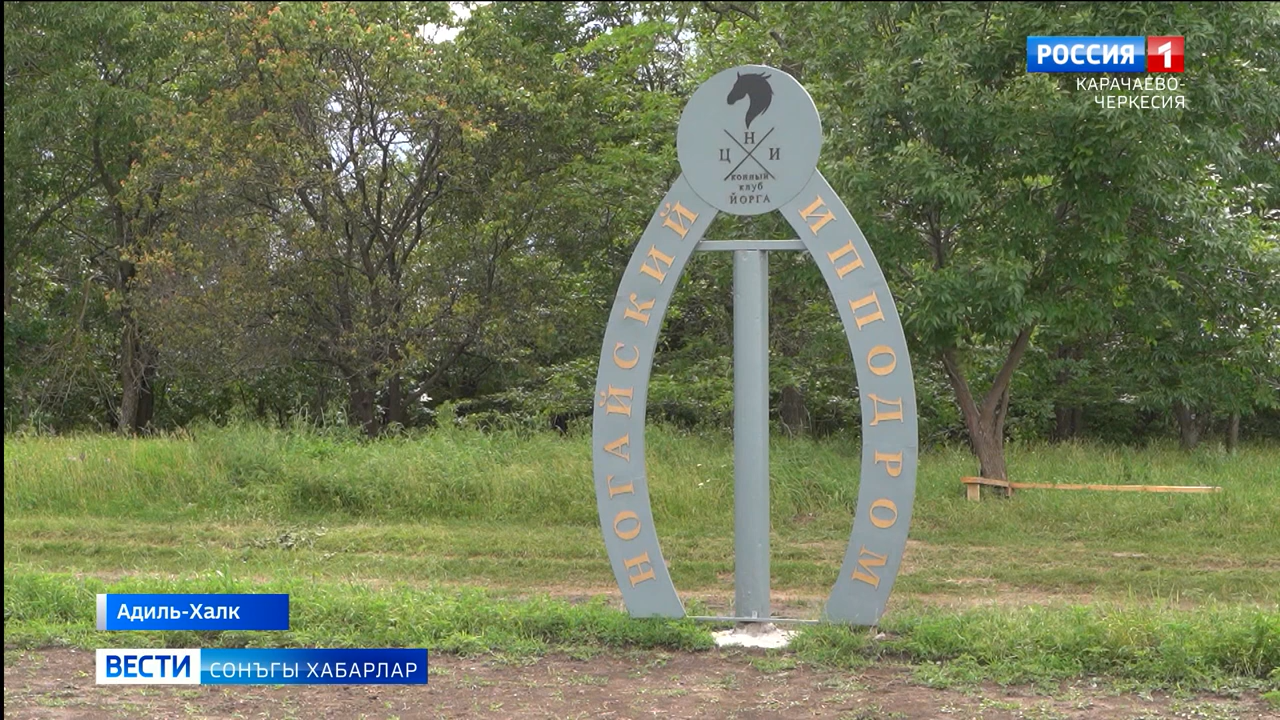 РОССИЯ 1
КАРАЧАЕВО-
ЧЕРКЕСИЯ
Н
Ц И
конный
клуб
ЙОРГА
НОГАЙСКИЙ
ИППОДРОМ
Адиль-Халк
ВЕСТИ СОНЪГЫ ХАБАРЛАР